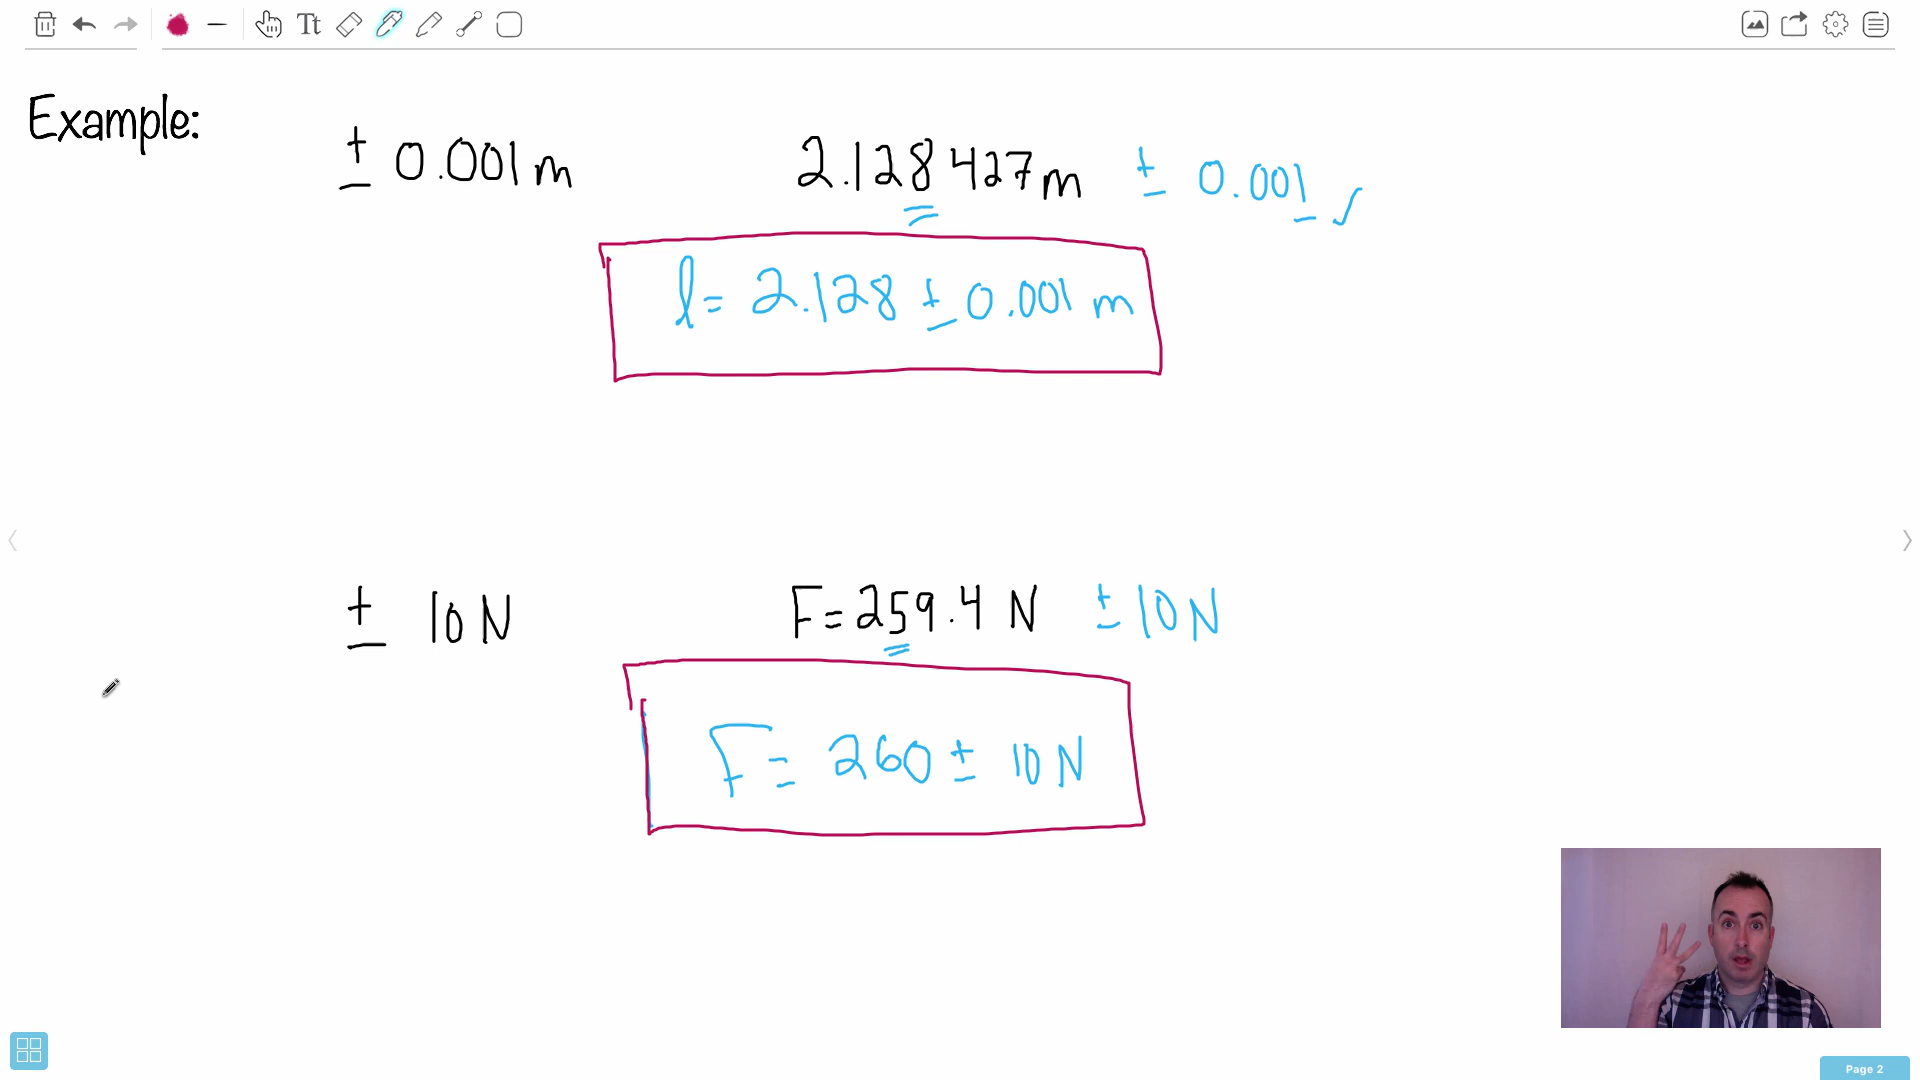 Tt
Example:
± 0.001 m 2.128427 m ± 0.001 ✓
l = 2.128 ± 0.001 m
± 10 N F = 259.4 N ± 10 N
F = 260 ± 10 N
Page 2